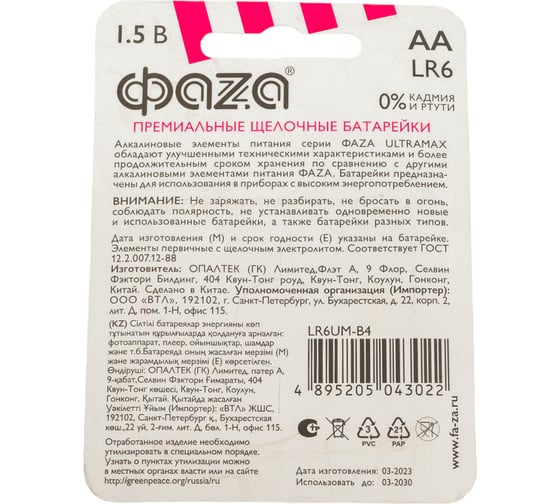 1.5 В
AA
LR6
ФАZА®
0% КАДМИЯ
И РТУТИ
ПРЕМИАЛЬНЫЕ ЩЕЛОЧНЫЕ БАТАРЕЙКИ
Алкалиновые элементы питания серии ФАZА ULTRAMAX
обладают улучшенными техническими характеристиками и более
продолжительным сроком хранения по сравнению с другими
алкалиновыми элементами питания ФАZА. Батарейки предназна-
чены для использования в приборах с высоким энергопотреблением.
ВНИМАНИЕ: Не заряжать, не разбирать, не бросать в огонь,
соблюдать полярность, не устанавливать одновременно новые
и использованные батарейки, а также батарейки разных типов.
Дата изготовления (M) и срок годности (E) указаны на батарейке.
Элементы первичные с щелочным электролитом. Соответствует ГОСТ
12.2.007.12-88
Изготовитель: ОПАЛТЕК (ГК) Лимитед,Флэт А, 9 Флор, Селвин
Фэктори Билдинг, 404 Квун-Тонг роуд, Квун-Тонг, Коулун, Гонконг,
Китай. Сделано в Китае. Уполномоченная организация (Импортер):
ООО «ВТЛ», 192102, г. Санкт-Петербург, ул. Бухарестская, д. 22, корп. 2,
лит. Д, пом. 1-Н, офис 115.
(KZ) Сілтілі батареялар энергияны көп
тұтынатын құрылғыларда қолдануға арналған:
фотоаппарат, плеер, ойыншықтар, шамдар
және т.б.Батареяда оның жасалған мерзімі (М)
және жарамдылық мерзімі (Е) көрсетілген.
Өндіруші: ОПАЛТЕК (ГК) Лимитед, пәтер А,
9-қабат,Сэлвин Фэктори Ғимараты, 404
Квун-Тонг көшесі, Квун-Тонг, Коулун,
Гонконг, Қытай. Қытайда жасалған
Уәкілетті Ұйым (Импортер): «ВТЛ» ЖШС,
192102, Санкт-Петербург қ., Бухарестская
көш.,22 үй, 2-ғим. лит. Д, бөл. 1-Н, офис 115.
LR6UM-B4
4 895205 043022
3
PVC
21
PAP
www.fa-za.ru
Отработанное изделие необходимо
утилизировать в специальном порядке.
Узнать о пунктах утилизации можно
в интернете или на сайте
http://greenpeace.org/russia/ru
Дата изготовления: 03-2023
Использовать до: 03-2030